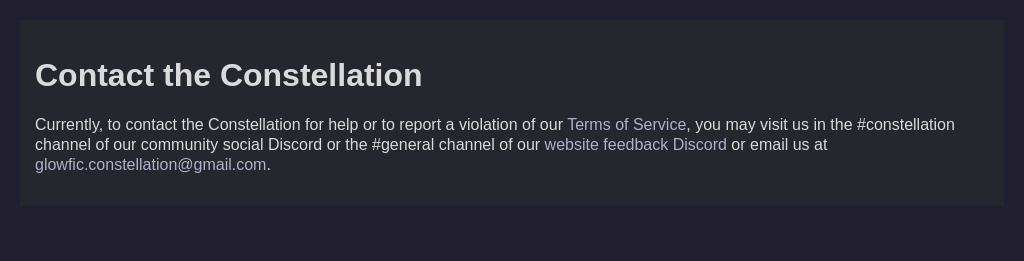 Contact the Constellation
Currently, to contact the Constellation for help or to report a violation of our Terms of Service, you may visit us in the #constellation
channel of our community social Discord or the #general channel of our website feedback Discord or email us at
glowfic.constellation@gmail.com.